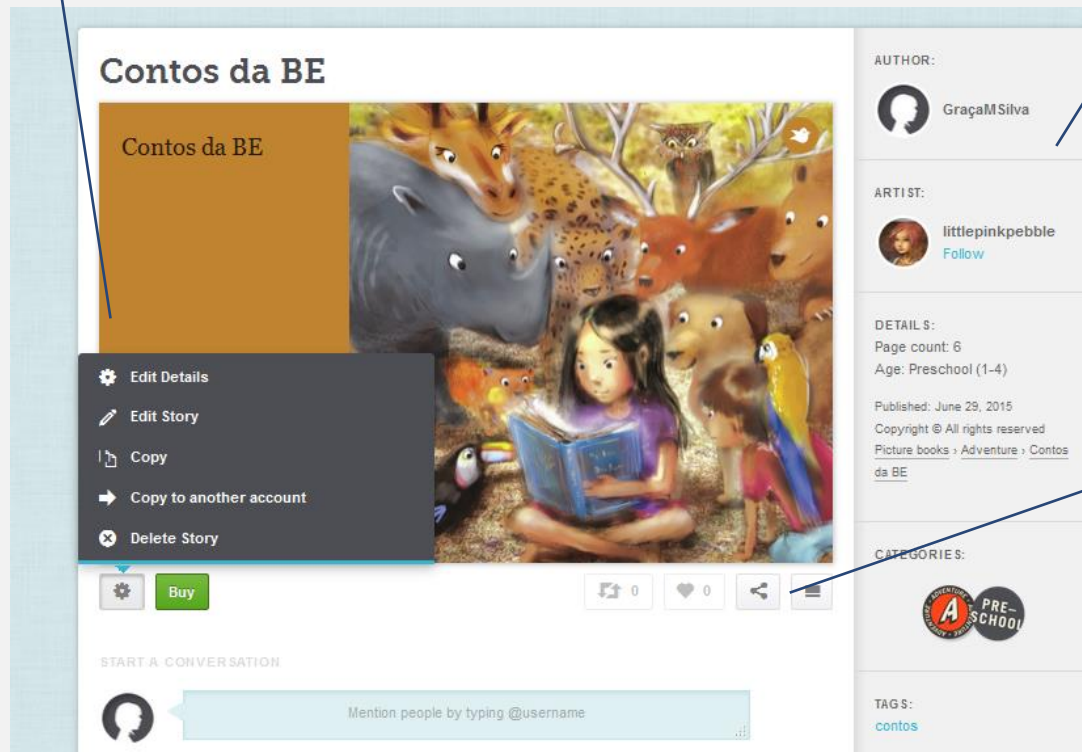 Contos da BE
Contos da BE
Edit Details
Edit Story
Copy
Copy to another account
Delete Story
Buy
0
0
START A CONVERSATION
Mention people by typing @username
AUTHOR:
GraçaMSilva
ARTIST:
littlepinkpebble
Follow
DETAILS:
Page count: 6
Age: Preschool (1-4)
Published: June 29, 2015
Copyright © All rights reserved
Picture books › Adventure › Contos
da BE
CATEGORIES:
ADVENTURE
A
PRE-
SCHOOL
TAGS:
contos